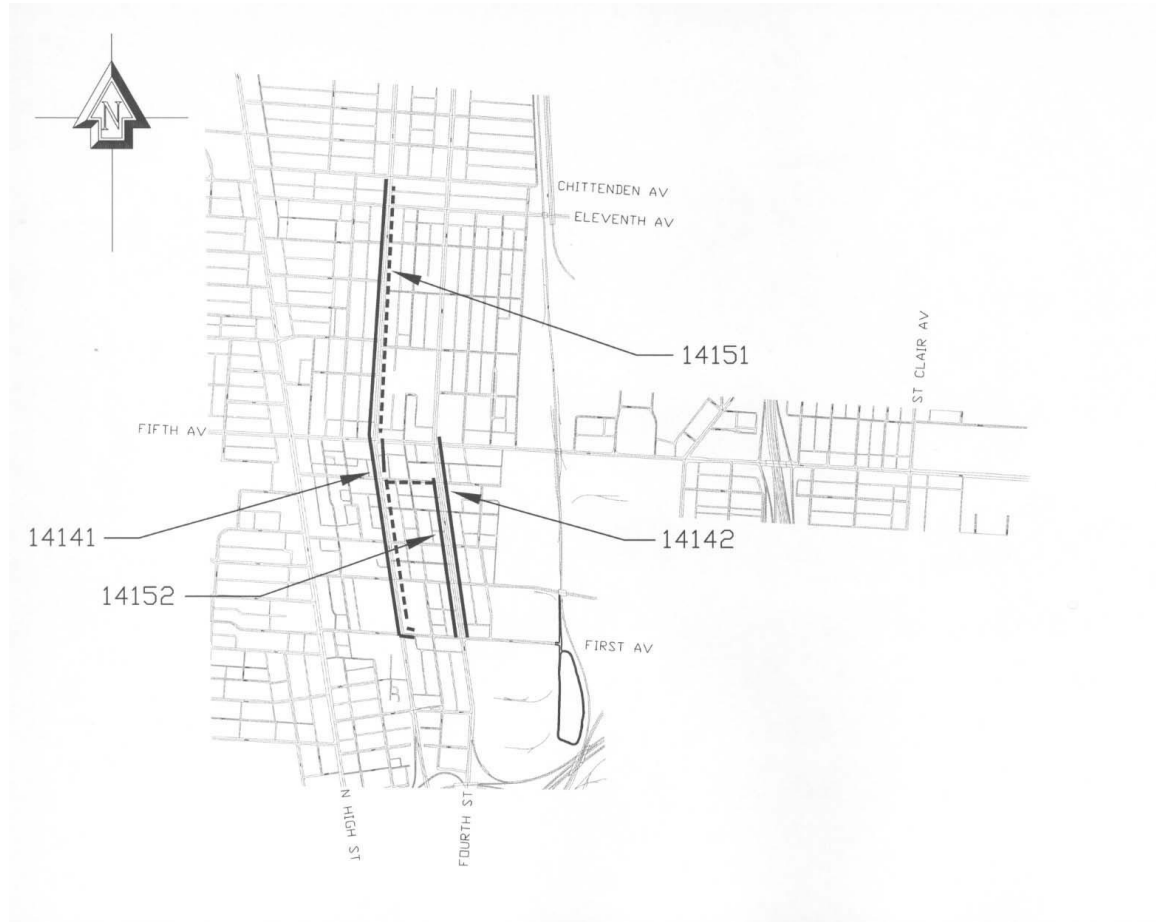 N
CHITTENDEN AV
ELEVENTH AV
14151
ST CLAIR AV
FIFTH AV
14141
14142
14152
FIRST AV
N HIGH ST
FOURTH ST